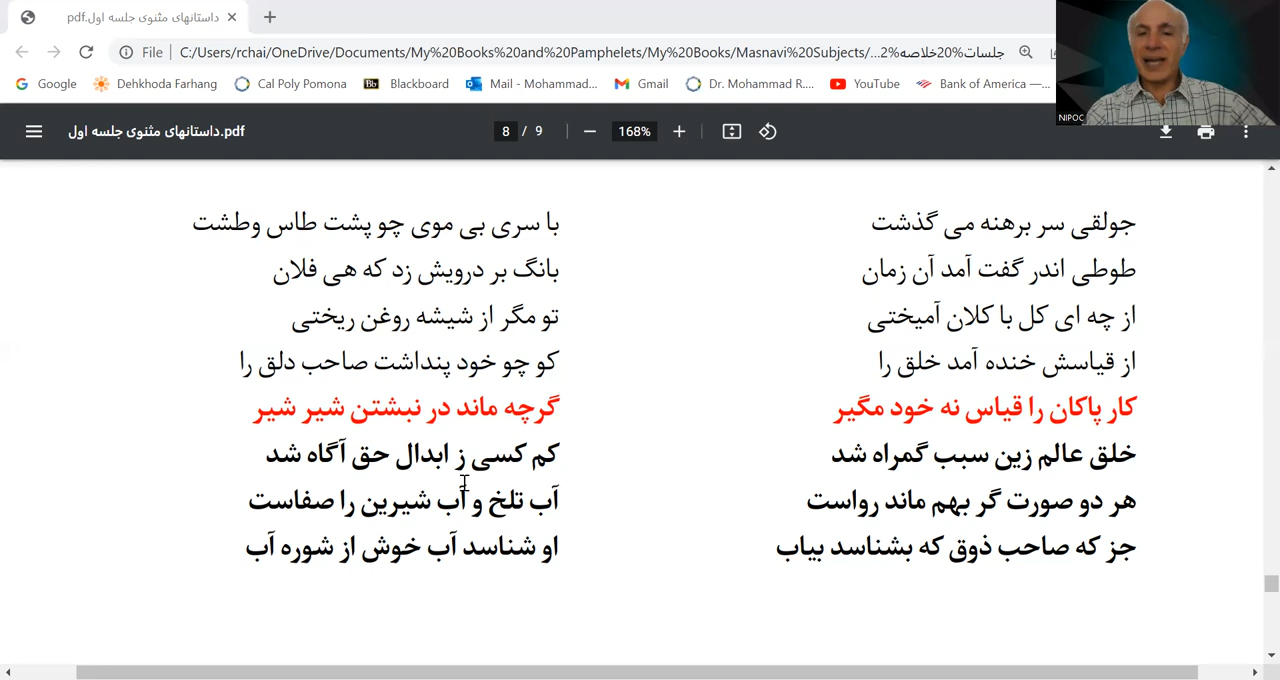 داستانهای مثنوی جلسه اول.pdf
File C:/Users/rchai/OneDrive/Documents/My%20Books%20and%20Pamphelets/My%20Books/Masnavi%20Subjects/...جلسات%20خلاصه%2
Google Dehkhoda Farhang Cal Poly Pomona Bb Blackboard Mail - Mohammad... Gmail Dr. Mohammad R.... YouTube Bank of America —...
NIPOC
داستانهای مثنوی جلسه اول.pdf 8 / 9 168%
جولقی سر برهنه می گذشت با سری بی موی چو پشت طاس وطشت
طوطی اندر گفت آمد آن زمان بانگ بر درویش زد که هی فلان
از چه ای کل با کلان آمیختی تو مگر از شیشه روغن ریختی
از قیاسش خنده آمد خلق را کو چو خود پنداشت صاحب دلق را
کار پاکان را قیاس نه خود مگیر گرچه ماند در نبشتن شیر شیر
خلق عالم زین سبب گمراه شد کم کسی ز ابدال حق آگاه شد
هر دو صورت گر بهم ماند رواست آب تلخ و آب شیرین را صفاست
جز که صاحب ذوق که بشناسد بیاب او شناسد آب خوش از شوره آب